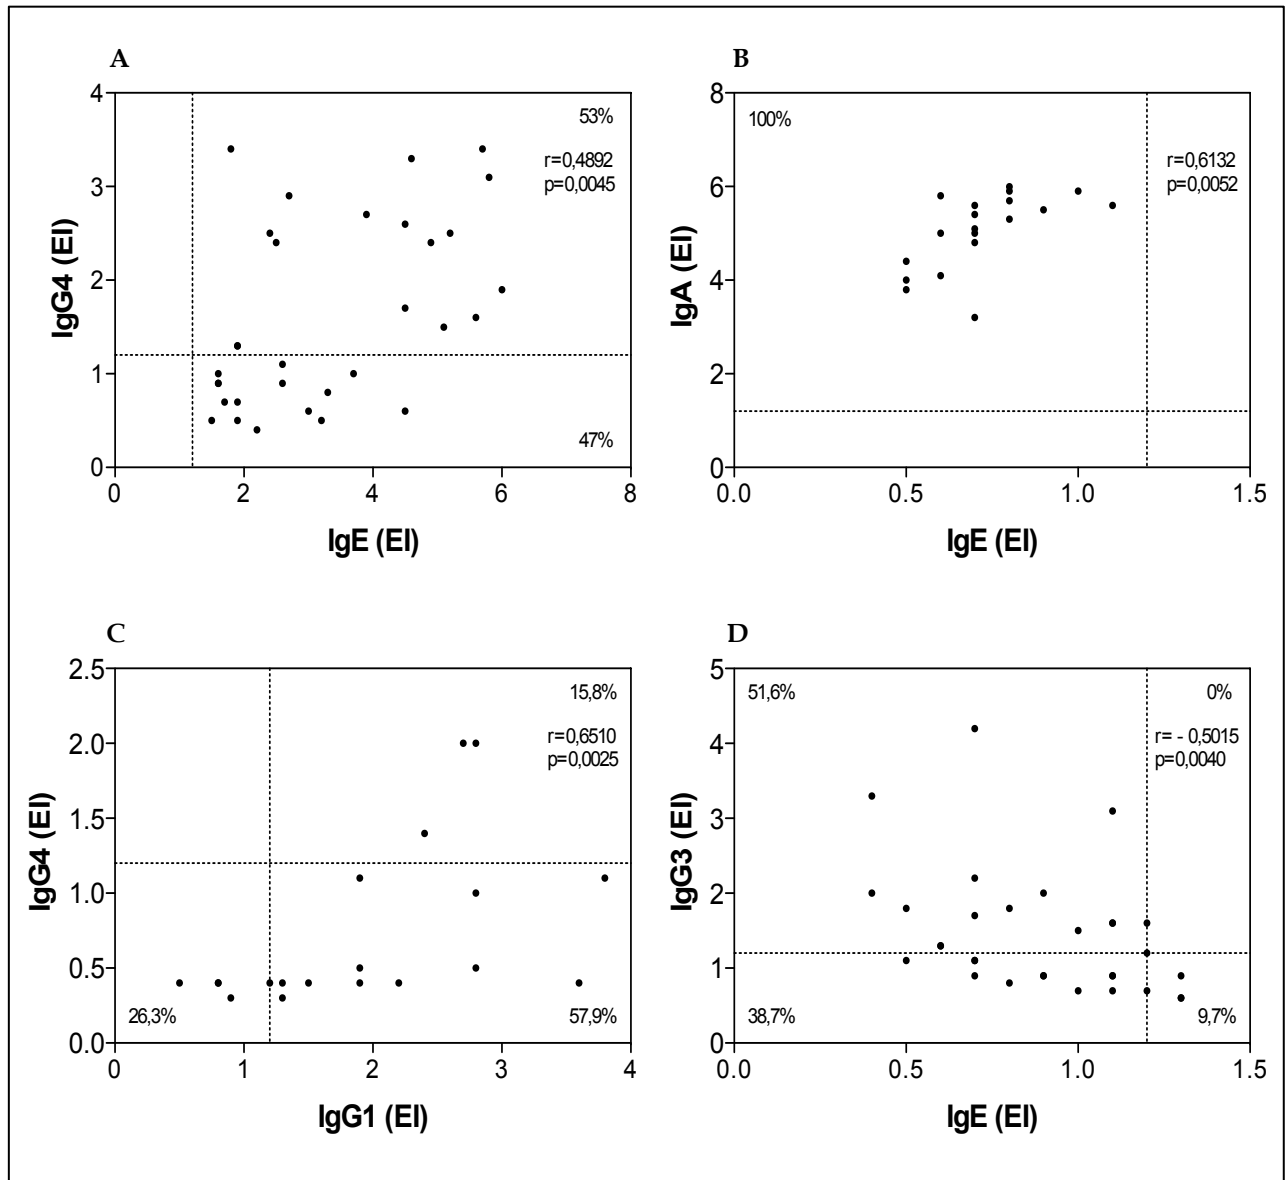 A
4
3
2
1
0
IgG4 (EI)
53%
r=0,4892
p=0,0045
47%
0 2 4 6 8
IgE (EI)
B
8
6
4
2
0
IgA (EI)
100%
r=0,6132
p=0,0052
0.0 0.5 1.0 1.5
IgE (EI)
C
2.5
2.0
1.5
1.0
0.5
0.0
IgG4 (EI)
15,8%
r=0,6510
p=0,0025
26,3% 57,9%
0 1 2 3 4
IgG1 (EI)
D
5
4
3
2
1
0
IgG3 (EI)
51,6% 0%
r= - 0,5015
p=0,0040
38,7% 9,7%
0.0 0.5 1.0 1.5
IgE (EI)